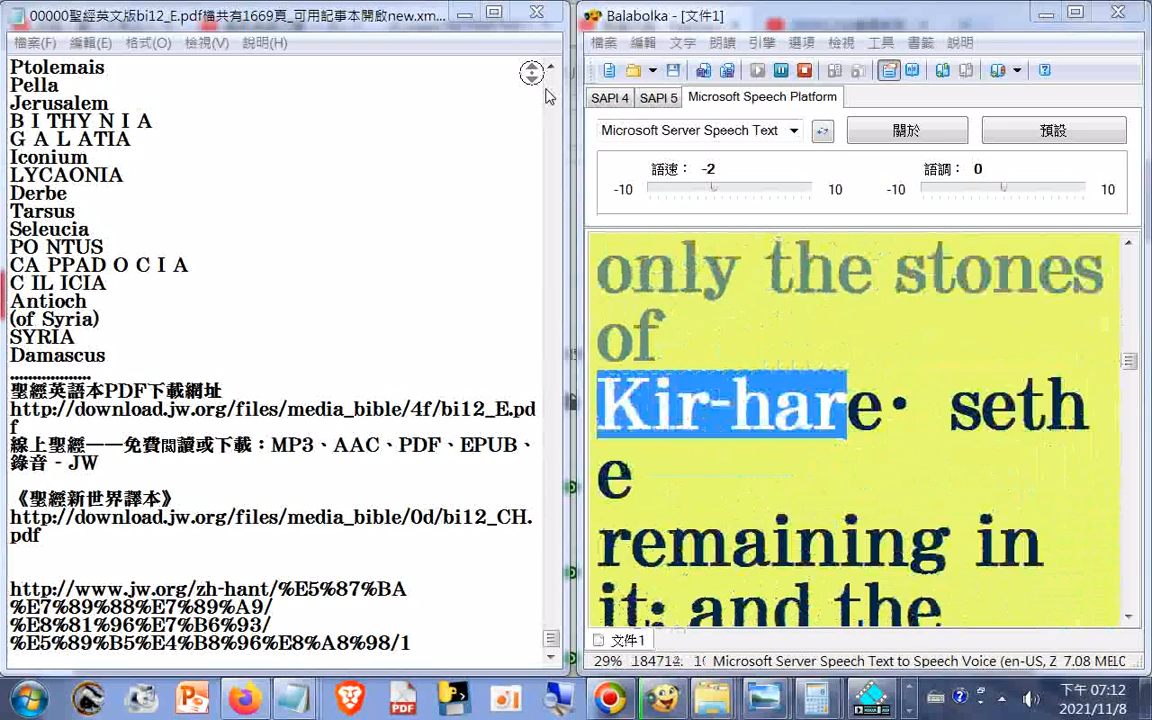 00000聖經英文版bi12_E.pdf檔共有1669頁_可用記事本開啟new.xm...
檔案(F) 編輯(E) 格式(O) 檢視(V) 說明(H)
Ptolemais
Pella
Jerusalem
B I THY N I A
G A L ATIA
Iconium
LYCAONIA
Derbe
Tarsus
Seleucia
PO NTUS
CA PPAD O C I A
C IL ICIA
Antioch
(of Syria)
SYRIA
Damascus
..................
聖經英語本PDF下載網址
http://download.jw.org/files/media_bible/4f/bi12_E.pd
f
線上聖經——免費閱讀或下載：MP3、AAC、PDF、EPUB、
錄音 - JW
《聖經新世界譯本》
http://download.jw.org/files/media_bible/0d/bi12_CH.
pdf
http://www.jw.org/zh-hant/%E5%87%BA
%E7%89%88%E7%89%A9/
%E8%81%96%E7%B6%93/
%E5%89%B5%E4%B8%96%E8%A8%98/1
Balabolka - [文件1]
檔案 編輯 文字 朗讀 引擎 選項 檢視 工具 書籤 說明
SAPI 4 SAPI 5 Microsoft Speech Platform
Microsoft Server Speech Text 關於 預設
語速： -2 語調： 0
-10 10 -10 10
only the stones
of
Kir-hare· seth
e
remaining in
it; and the
文件1
29% Microsoft Server Speech Text to Speech Voice (en-US, Z 7.08 MELO
下午 07:12
2021/11/8